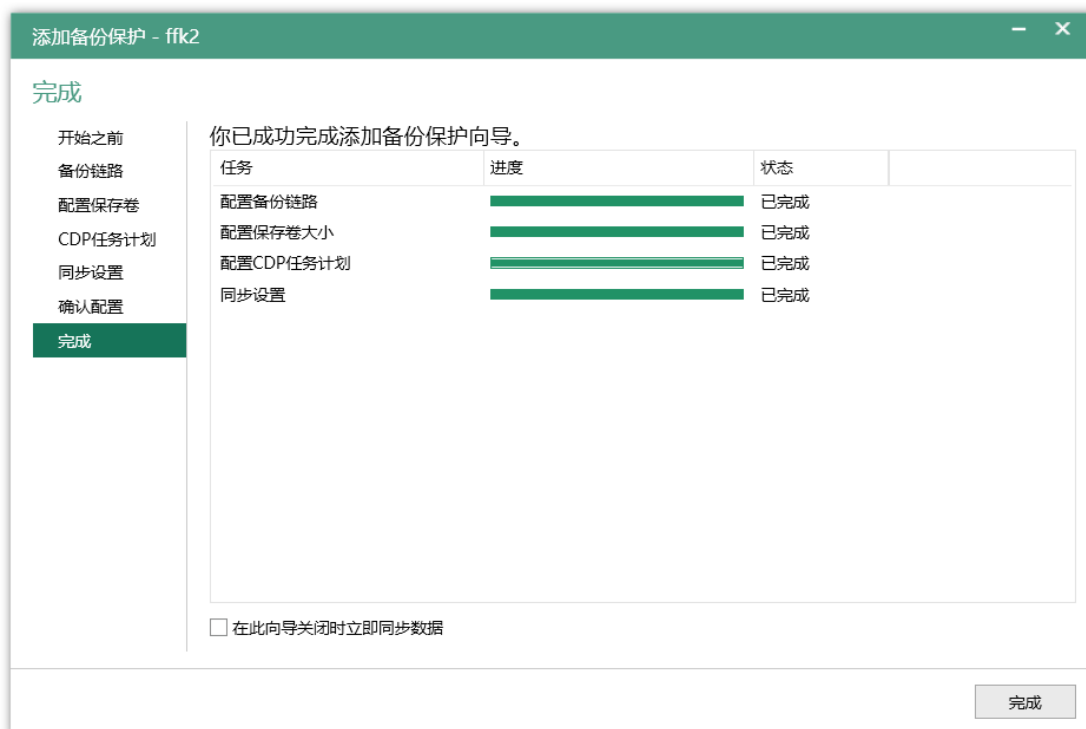 添加备份保护 - ffk2
完成
开始之前
备份链路
配置保存卷
CDP任务计划
同步设置
确认配置
完成
你已成功完成添加备份保护向导。
任务 进度 状态
配置备份链路 已完成
配置保存卷大小 已完成
配置CDP任务计划 已完成
同步设置 已完成
在此向导关闭时立即同步数据
完成